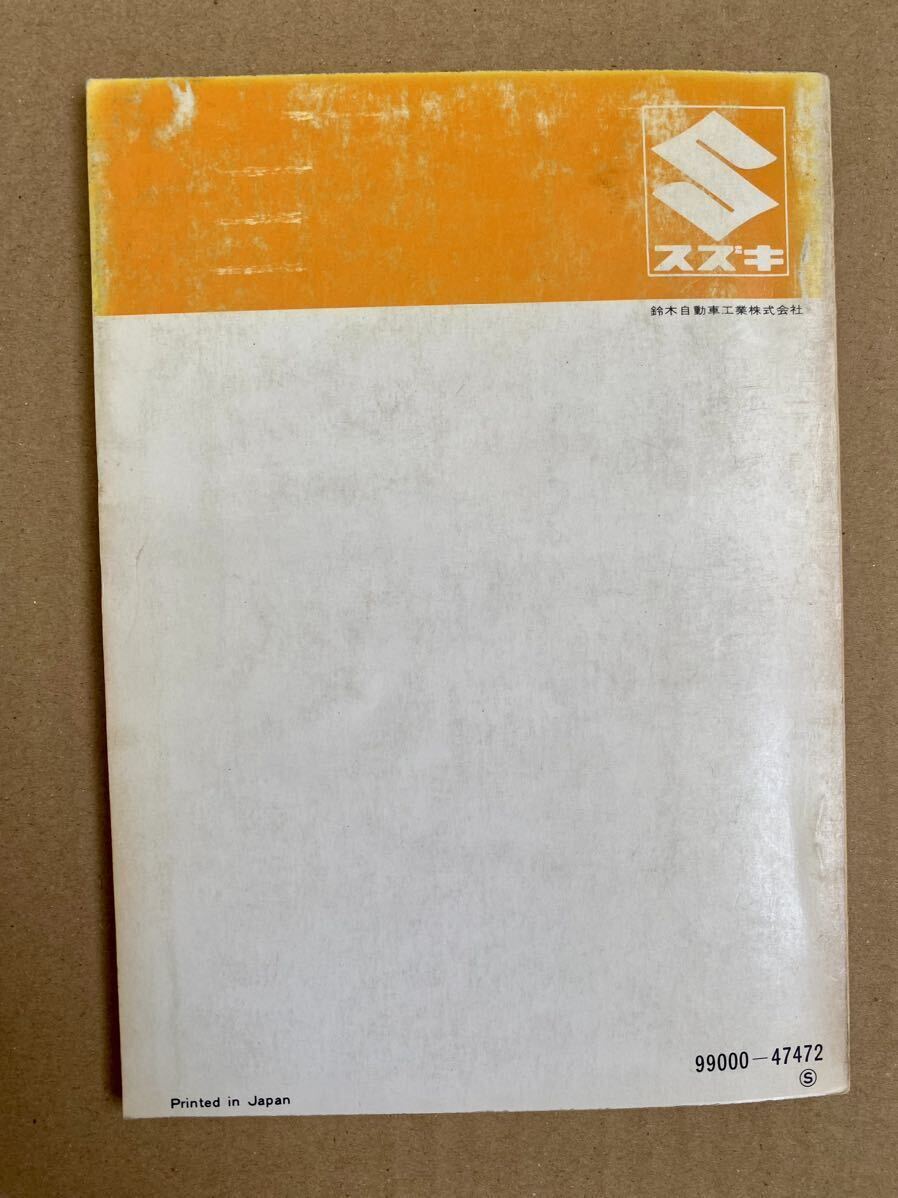 スズキ
鈴木自動車工業株式会社
99000-47472
Ⓢ
Printed in Japan